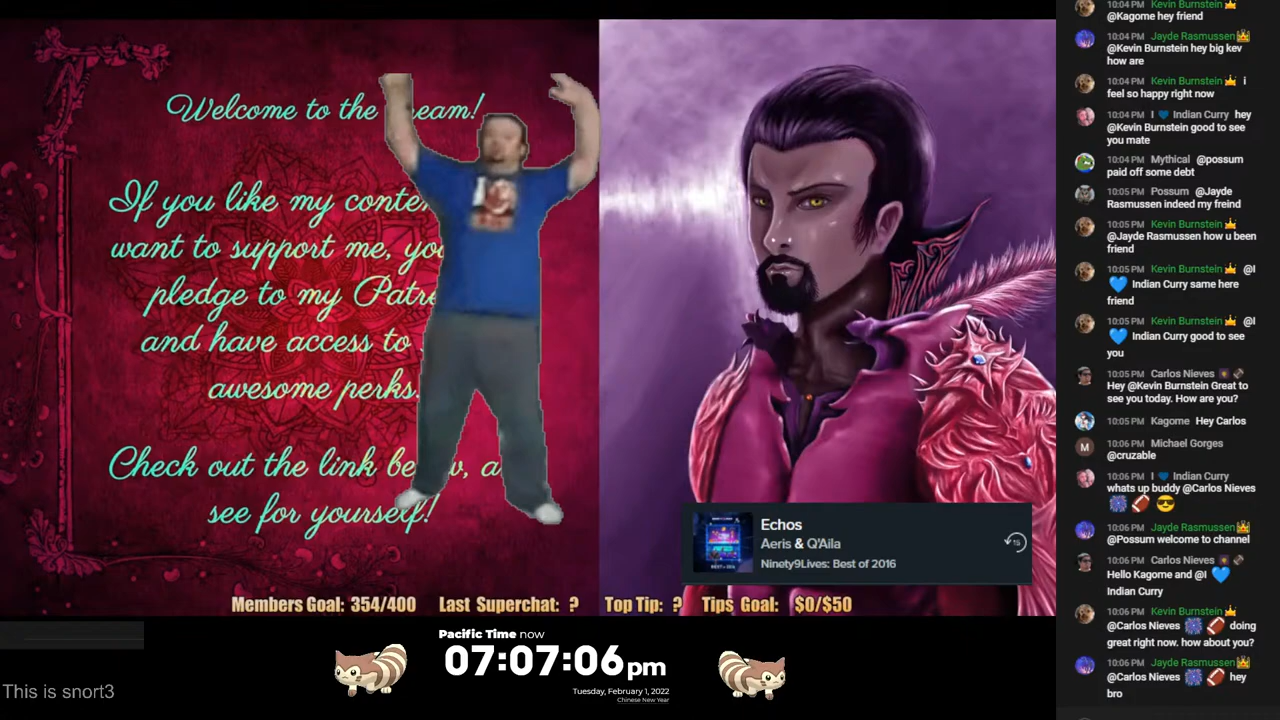 Welcome to the eam!
If you like my conte
want to support me, you
pledge to my Patre
and have access to
awesome perks.
Check out the link be w, a
see for yourself!
Echos
Aeris & Q'Aila
Ninety9Lives: Best of 2016
15
Members Goal: 354/400 Last Superchat: ? Top Tip: ? Tips Goal: $0/$50
Pacific Time now
07:07:06pm
Tuesday, February 1, 2022
Chinese New Year
This is snort3
10:04 PM Kevin Burnstein
@Kagome hey friend
10:04 PM Jayde Rasmussen
@Kevin Burnstein hey big kev
how are
10:04 PM Kevin Burnstein i
feel so happy right now
10:04 PM I 💙 Indian Curry hey
@Kevin Burnstein good to see
you mate
10:04 PM Mythical @possum
paid off some debt
10:05 PM Possum @Jayde
Rasmussen indeed my freind
10:05 PM Kevin Burnstein
@Jayde Rasmussen how u been
friend
10:05 PM Kevin Burnstein @I
💙 Indian Curry same here
friend
10:05 PM Kevin Burnstein @I
💙 Indian Curry good to see
you
10:05 PM Carlos Nieves
Hey @Kevin Burnstein Great to
see you today. How are you?
10:05 PM Kagome Hey Carlos
M 10:06 PM Michael Gorges
@cruzable
10:06 PM I 💙 Indian Curry
whats up buddy @Carlos Nieves
🎆 🏈 😎
10:06 PM Jayde Rasmussen
@Possum welcome to channel
10:06 PM Carlos Nieves
Hello Kagome and @I 💙
Indian Curry
10:06 PM Kevin Burnstein
@Carlos Nieves 🎆 🏈 doing
great right now. how about you?
10:06 PM Jayde Rasmussen
@Carlos Nieves 🎆 🏈 hey
bro